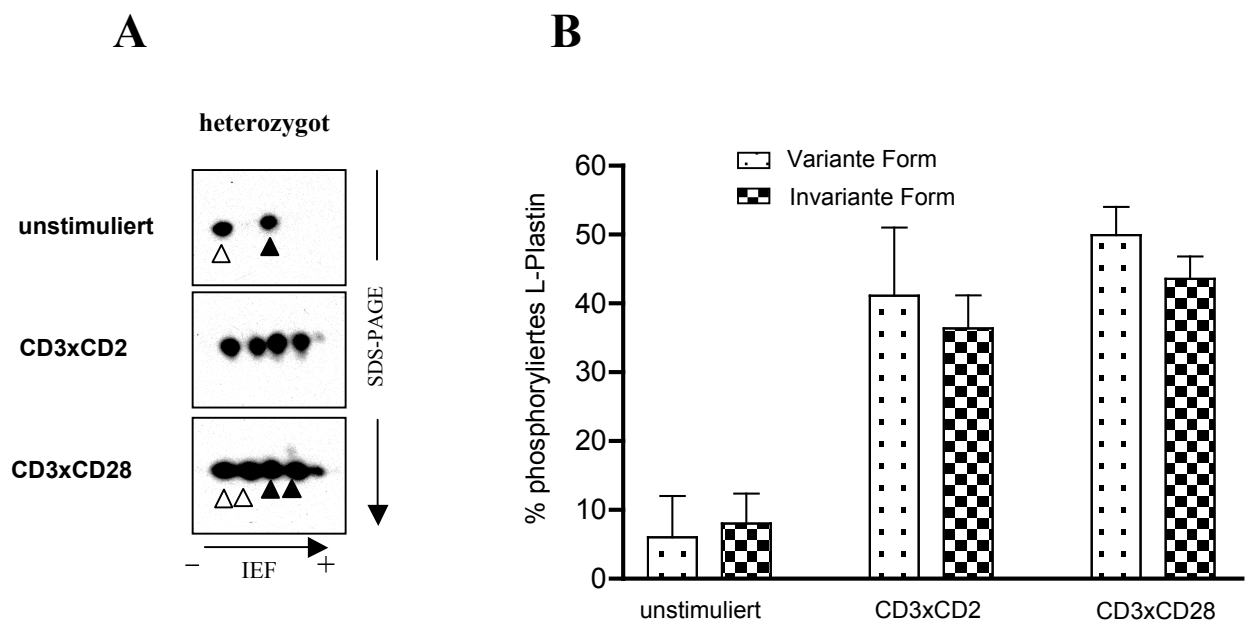 A
heterozygot
unstimuliert
CD3xCD2
CD3xCD28
SDS-PAGE
− IEF +
B
Variante Form
Invariante Form
% phosphoryliertes L-Plastin
60
50
40
30
20
10
0
unstimuliert CD3xCD2 CD3xCD28